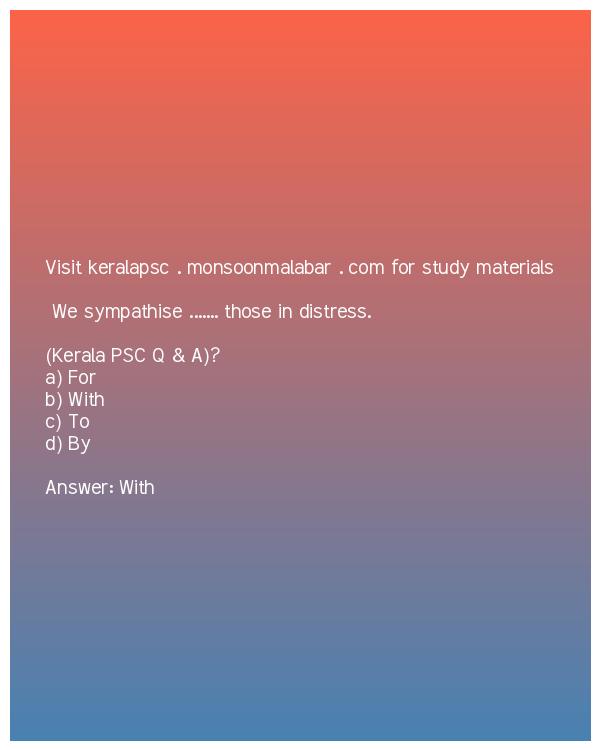 Visit keralapsc . monsoonmalabar . com for study materials
We sympathise ....... those in distress.
(Kerala PSC Q & A)?
a) For
b) With
c) To
d) By
Answer: With